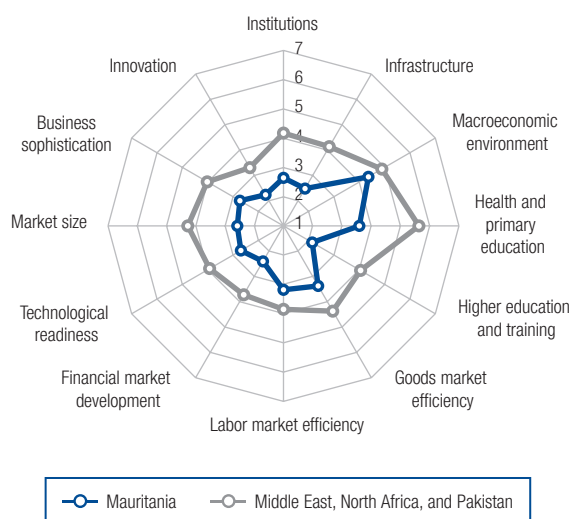 Institutions
7
6
5
4
3
2
1
Infrastructure
Macroeconomic
environment
Health and
primary
education
Higher education
and training
Goods market
efficiency
Labor market efficiency
Financial market
development
Technological
readiness
Market size
Business
sophistication
Innovation
Mauritania
Middle East, North Africa, and Pakistan